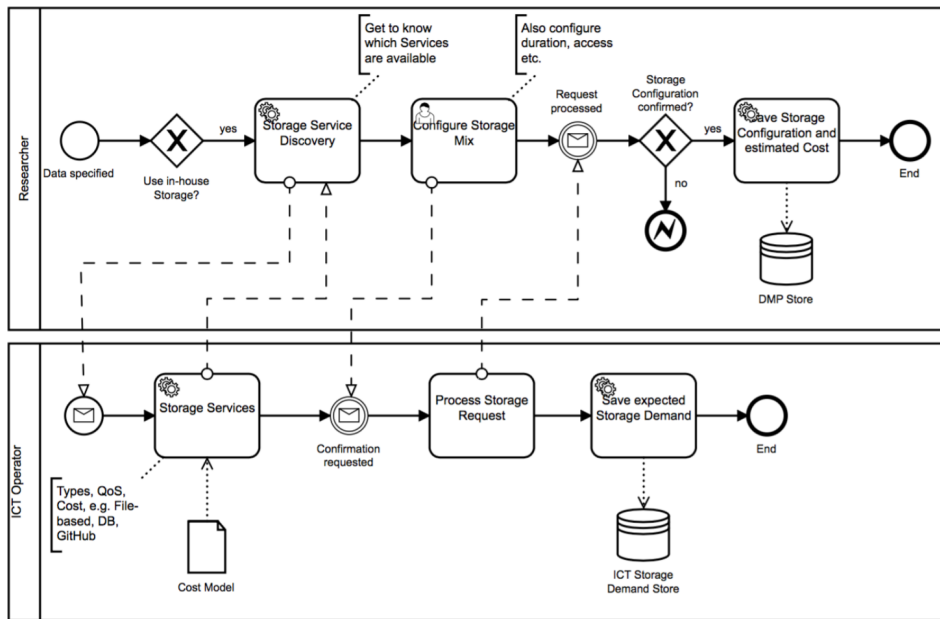 Researcher
Get to know
which Services
are available
Also configure
duration, access
etc.
Data specified
Use in-house
Storage?
yes
Storage Service
Discovery
Configure Storage
Mix
Request
processed
Storage
Configuration
confirmed?
yes
no
Save Storage
Configuration and
estimated Cost
End
DMP Store
ICT Operator
Storage Services
Types, QoS,
Cost, e.g. File-
based, DB,
GitHub
Cost Model
Confirmation
requested
Process Storage
Request
Save expected
Storage Demand
End
ICT Storage
Demand Store